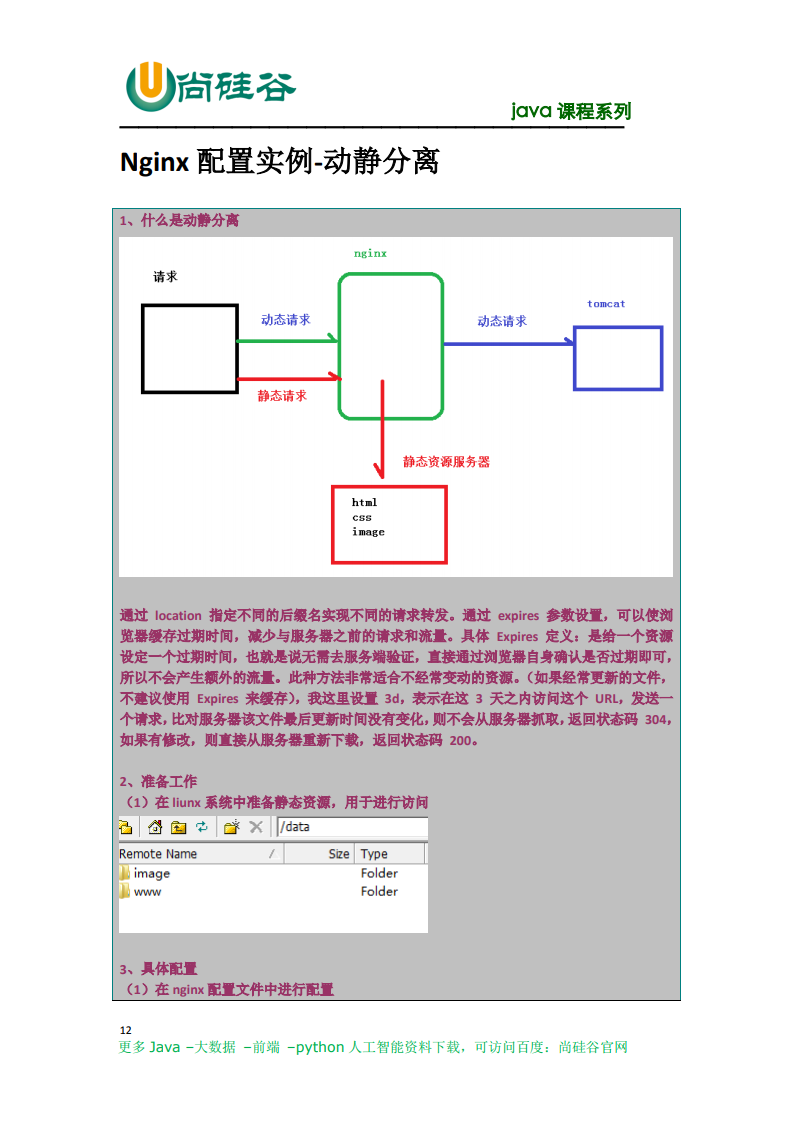 尚硅谷
java 课程系列
Nginx 配置实例-动静分离
1、什么是动静分离
nginx
请求
tomcat
动态请求
动态请求
静态请求
静态资源服务器
html
css
image
通过 location 指定不同的后缀名实现不同的请求转发。通过 expires 参数设置，可以使浏
览器缓存过期时间，减少与服务器之前的请求和流量。具体 Expires 定义：是给一个资源
设定一个过期时间，也就是说无需去服务端验证，直接通过浏览器自身确认是否过期即可，
所以不会产生额外的流量。此种方法非常适合不经常变动的资源。（如果经常更新的文件，
不建议使用 Expires 来缓存），我这里设置 3d，表示在这 3 天之内访问这个 URL，发送一
个请求，比对服务器该文件最后更新时间没有变化，则不会从服务器抓取，返回状态码 304，
如果有修改，则直接从服务器重新下载，返回状态码 200。
2、准备工作
（1）在 liunx 系统中准备静态资源，用于进行访问
/data
Remote Name / Size Type
image Folder
www Folder
3、具体配置
（1）在 nginx 配置文件中进行配置
12
更多 Java –大数据 –前端 –python 人工智能资料下载，可访问百度：尚硅谷官网